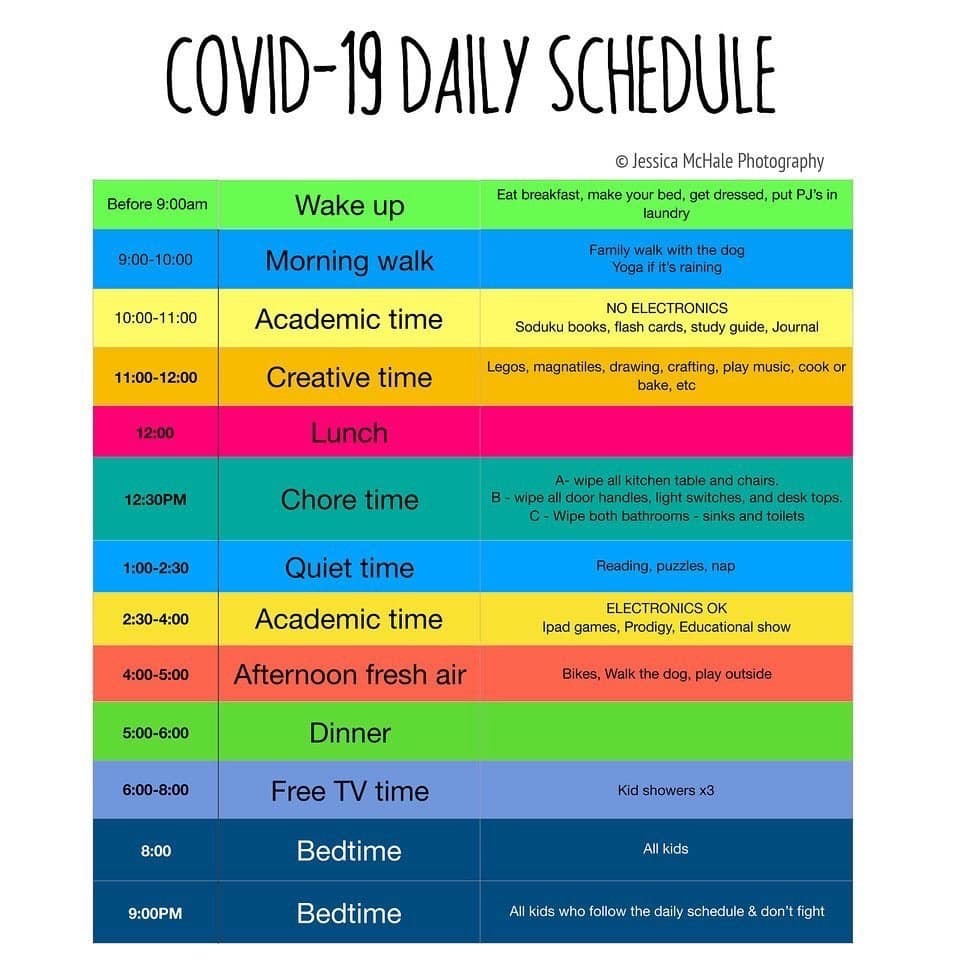 COVID-19 DAILY SCHEDULE
© Jessica McHale Photography
Before 9:00am
Wake up
Eat breakfast, make your bed, get dressed, put PJ's in
laundry
9:00-10:00
Morning walk
Family walk with the dog
Yoga if it's raining
10:00-11:00
Academic time
NO ELECTRONICS
Soduku books, flash cards, study guide, Journal
11:00-12:00
Creative time
Legos, magnatiles, drawing, crafting, play music, cook or
bake, etc
12:00
Lunch
12:30PM
Chore time
A- wipe all kitchen table and chairs.
B - wipe all door handles, light switches, and desk tops.
C - Wipe both bathrooms - sinks and toilets
1:00-2:30
Quiet time
Reading, puzzles, nap
2:30-4:00
Academic time
ELECTRONICS OK
Ipad games, Prodigy, Educational show
4:00-5:00
Afternoon fresh air
Bikes, Walk the dog, play outside
5:00-6:00
Dinner
6:00-8:00
Free TV time
Kid showers x3
8:00
Bedtime
All kids
9:00PM
Bedtime
All kids who follow the daily schedule & don't fight